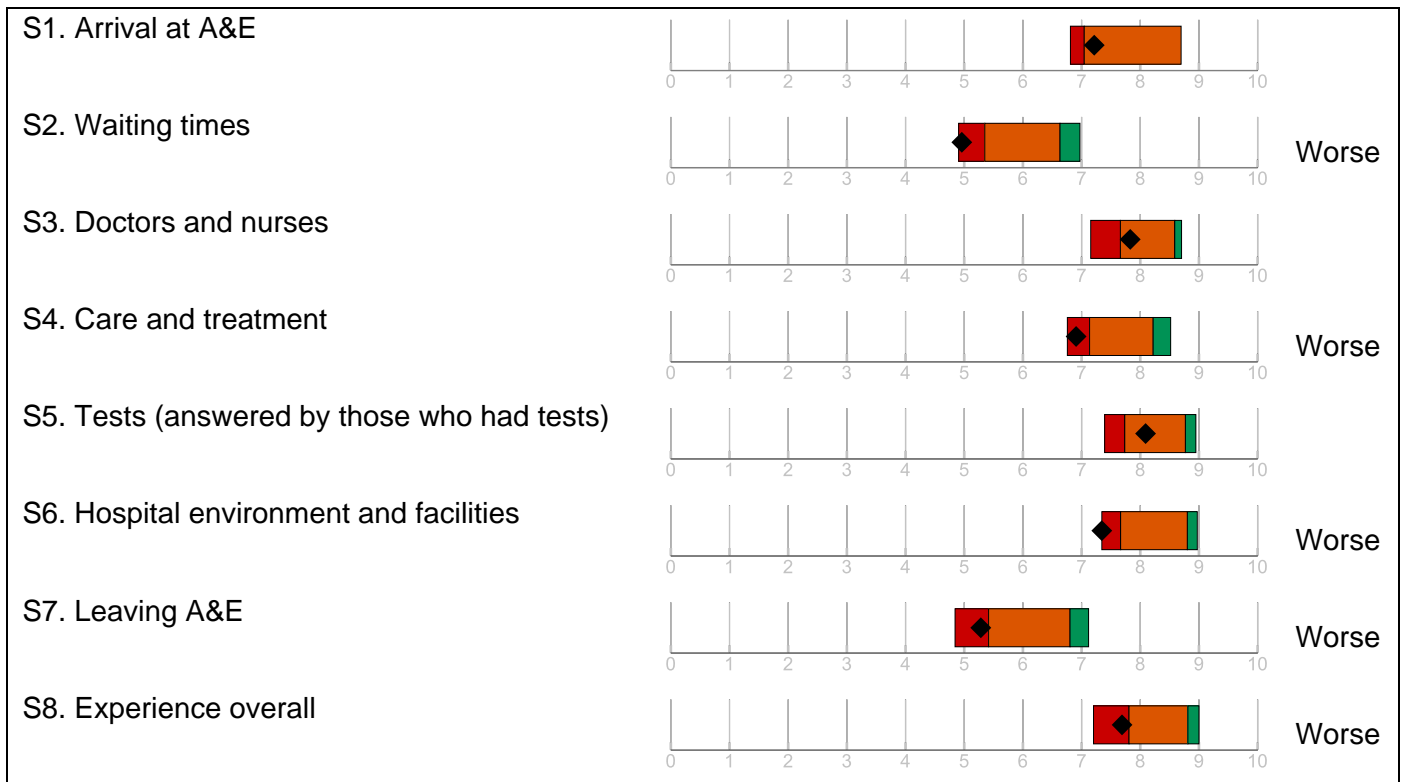 S1. Arrival at A&E
0 1 2 3 4 5 6 7 8 9 10
S2. Waiting times
Worse
0 1 2 3 4 5 6 7 8 9 10
S3. Doctors and nurses
0 1 2 3 4 5 6 7 8 9 10
S4. Care and treatment
Worse
0 1 2 3 4 5 6 7 8 9 10
S5. Tests (answered by those who had tests)
0 1 2 3 4 5 6 7 8 9 10
S6. Hospital environment and facilities
Worse
0 1 2 3 4 5 6 7 8 9 10
S7. Leaving A&E
Worse
0 1 2 3 4 5 6 7 8 9 10
S8. Experience overall
Worse
0 1 2 3 4 5 6 7 8 9 10